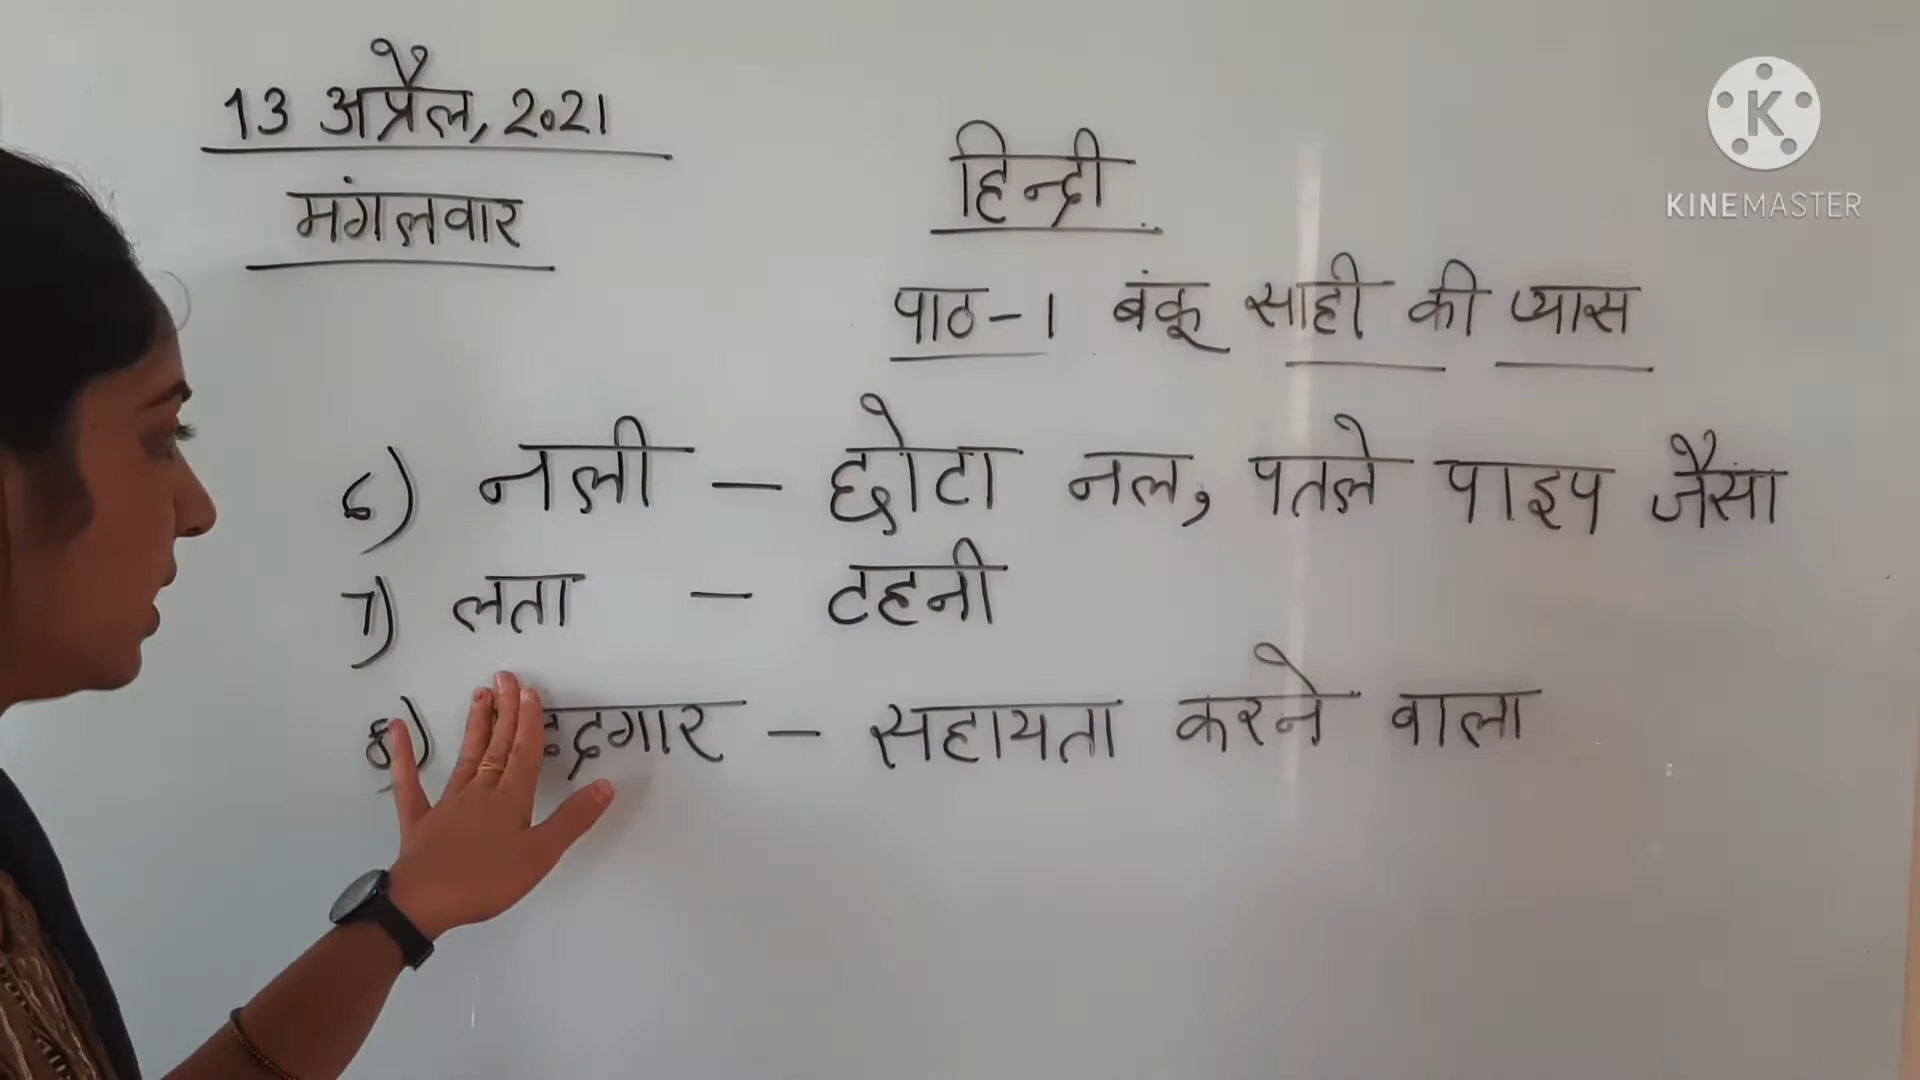 13 अप्रैल, 2021
मंगलवार
हिन्दी
पाठ-1 बंकू साही की प्यास
6) नली - छोटा नल, पतले पाइप जैसा
7) लता - टहनी
8) - सहायता करने वाला
KINEMASTER